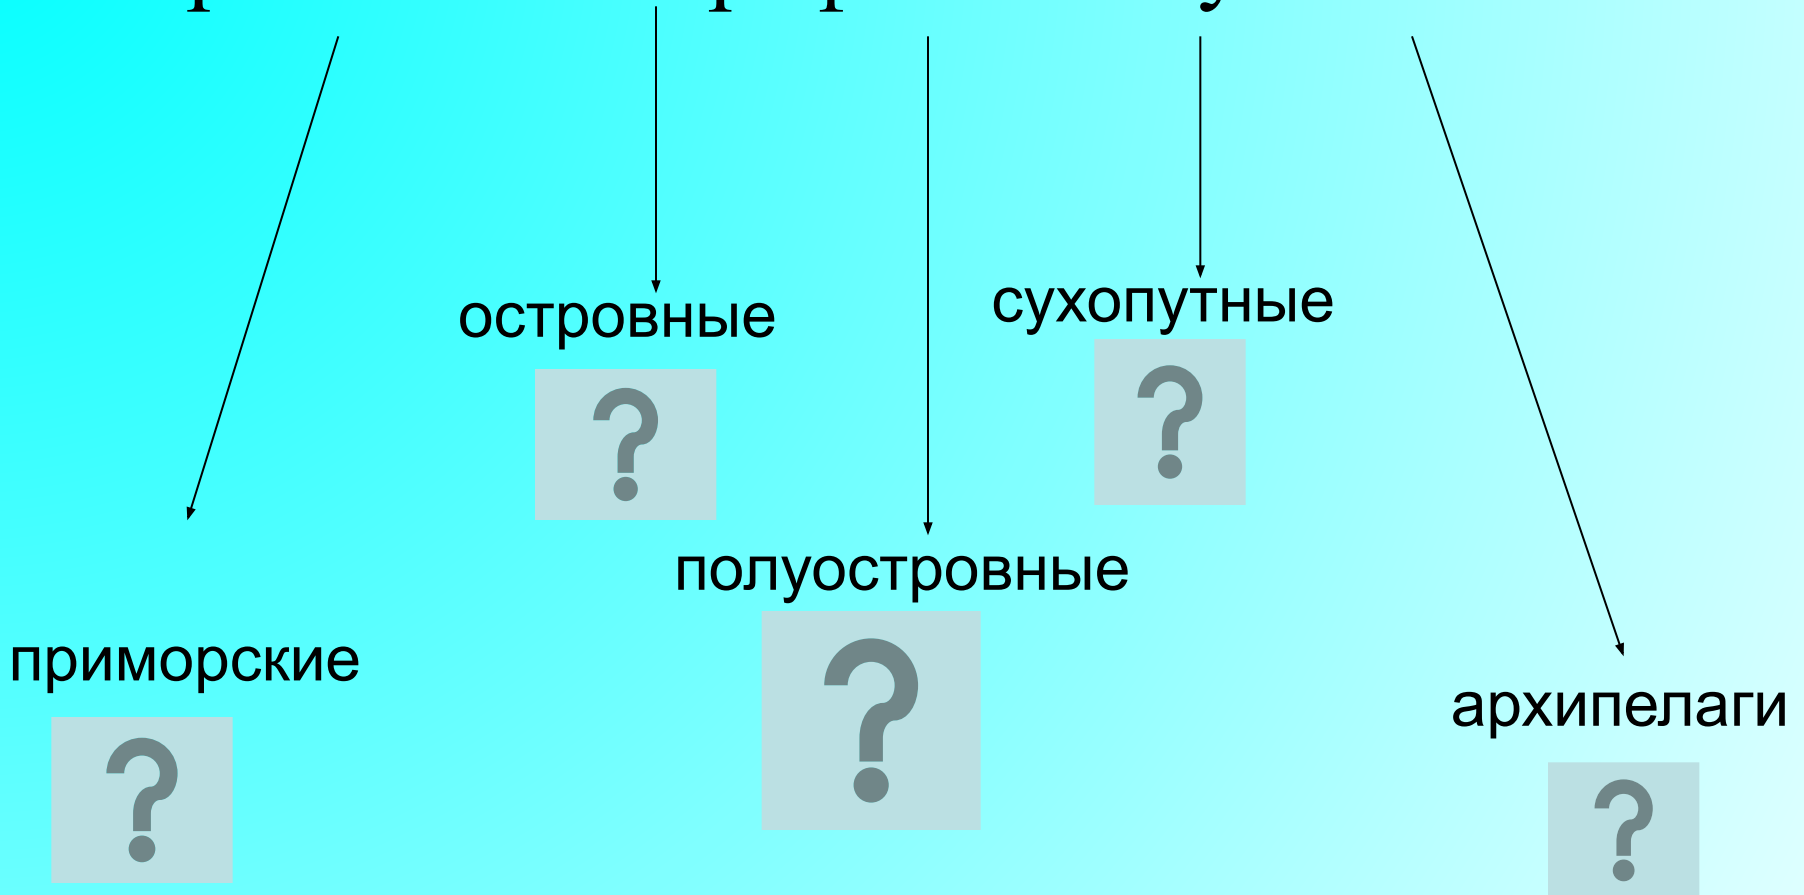 островные
сухопутные
?
?
полуостровные
приморские
?
архипелаги
?
?